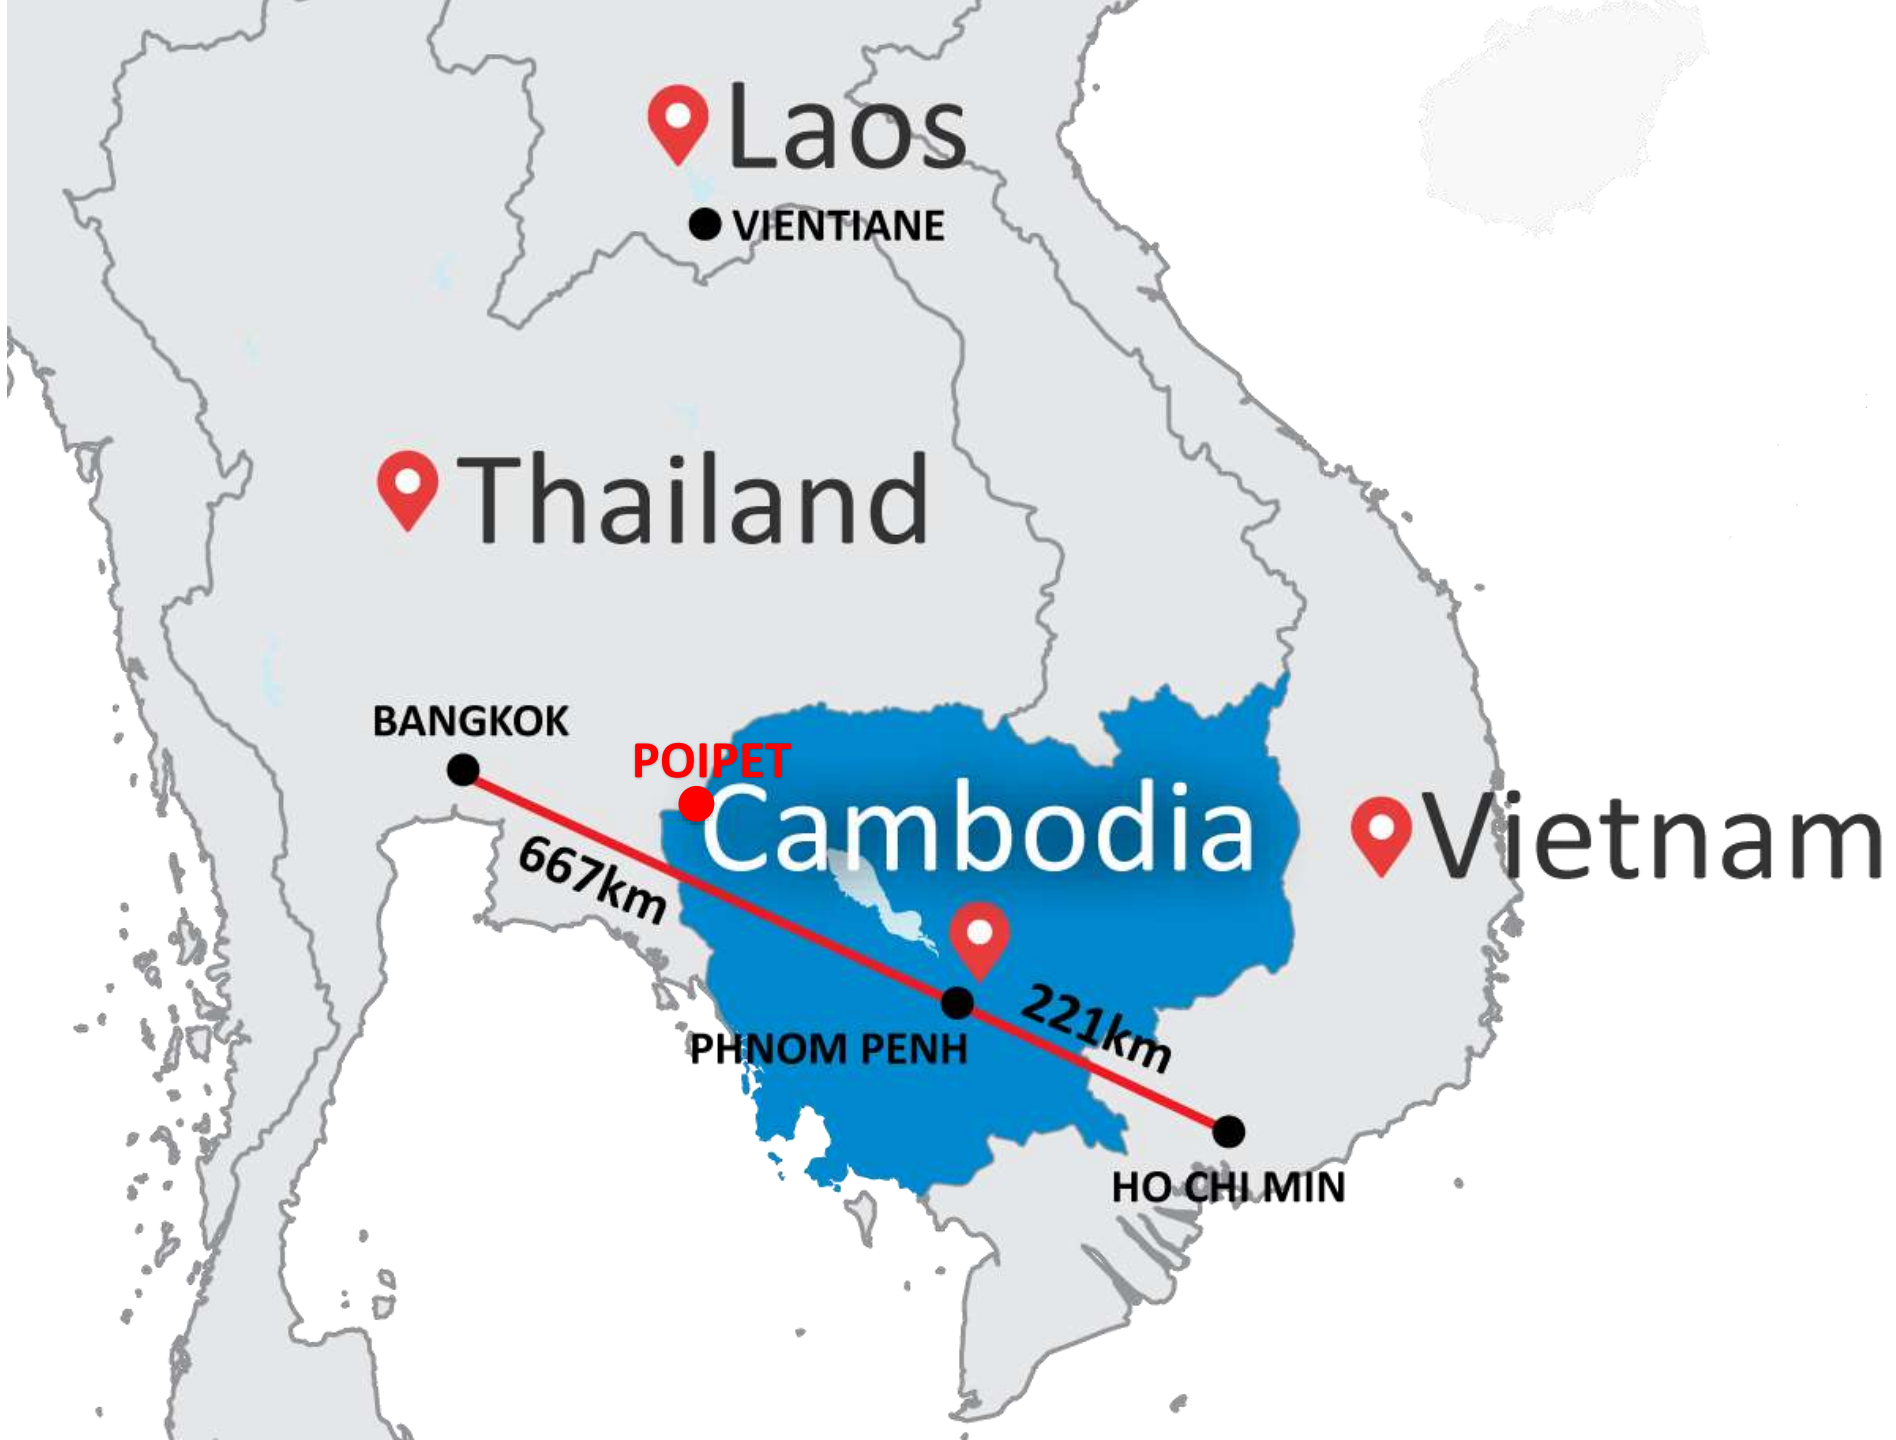 Laos
VIENTIANE
Thailand
BANGKOK
POIPET
Cambodia
Vietnam
667km
221km
PHNOM PENH
HO CHI MIN